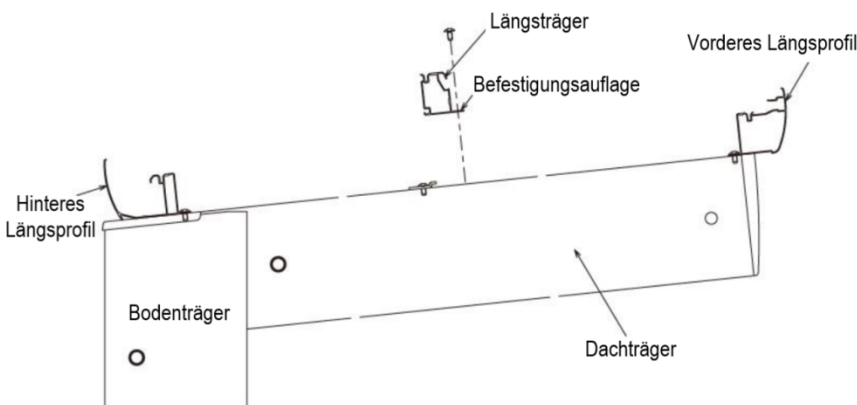 Längsträger
Vorderes Längsprofil
Befestigungsauflage
Hinteres
Längsprofil
Bodenträger
Dachträger